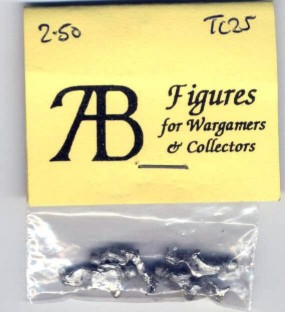 2-50 TC25
AB Figures
for Wargamers
& Collectors